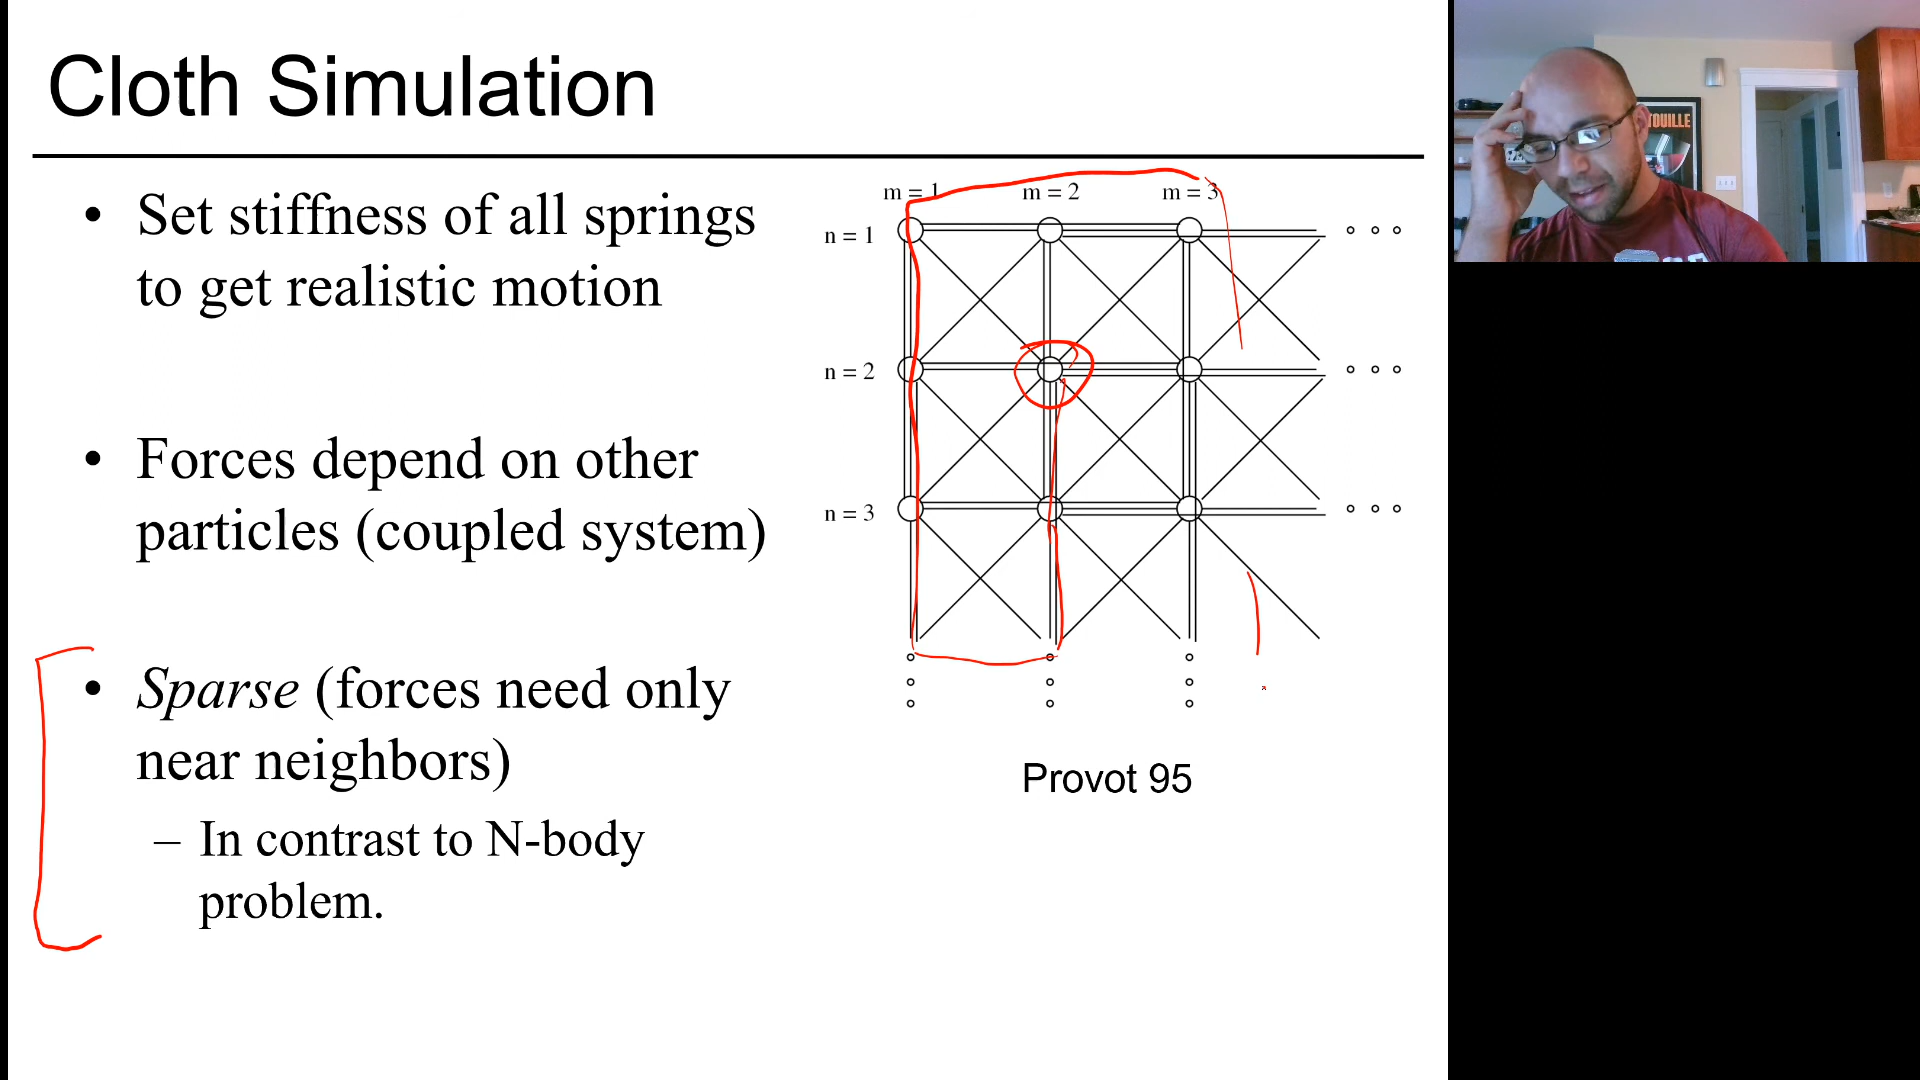 Cloth Simulation
• Set stiffness of all springs
to get realistic motion
• Forces depend on other
particles (coupled system)
• Sparse (forces need only
near neighbors)
– In contrast to N-body
problem.
m = 1 m = 2 m = 3
n = 1
n = 2
n = 3
Provot 95
TOUILLE